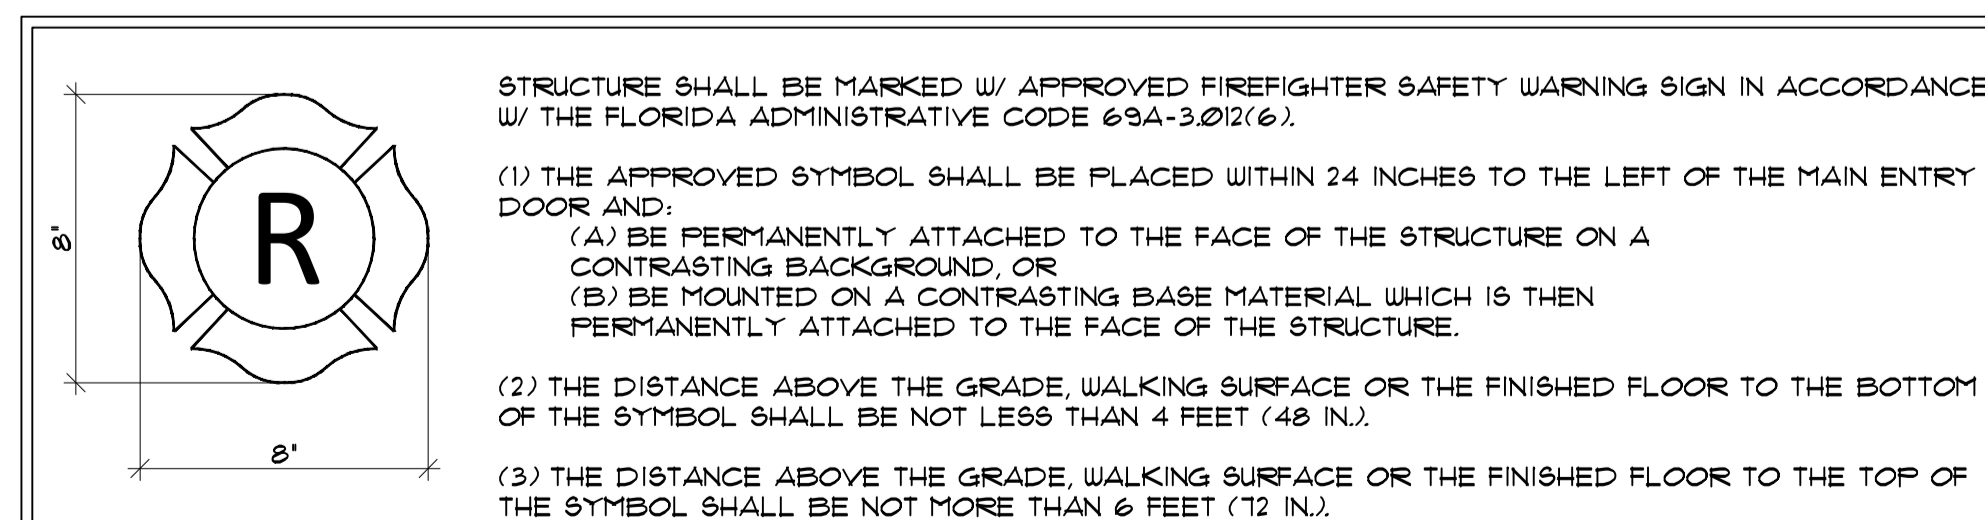 STRUCTURE SHALL BE MARKED W/ APPROVED FIREFIGHTER SAFETY WARNING SIGN IN ACCORDANCE
W/ THE FLORIDA ADMINISTRATIVE CODE 69A-3.012(6).
(1) THE APPROVED SYMBOL SHALL BE PLACED WITHIN 24 INCHES TO THE LEFT OF THE MAIN ENTRY
DOOR AND:
(A) BE PERMANENTLY ATTACHED TO THE FACE OF THE STRUCTURE ON A
CONTRASTING BACKGROUND, OR
(B) BE MOUNTED ON A CONTRASTING BASE MATERIAL WHICH IS THEN
PERMANENTLY ATTACHED TO THE FACE OF THE STRUCTURE.
(2) THE DISTANCE ABOVE THE GRADE, WALKING SURFACE OR THE FINISHED FLOOR TO THE BOTTOM
OF THE SYMBOL SHALL BE NOT LESS THAN 4 FEET (48 IN.).
(3) THE DISTANCE ABOVE THE GRADE, WALKING SURFACE OR THE FINISHED FLOOR TO THE TOP OF
THE SYMBOL SHALL BE NOT MORE THAN 6 FEET (72 IN.).
R
8"
8"